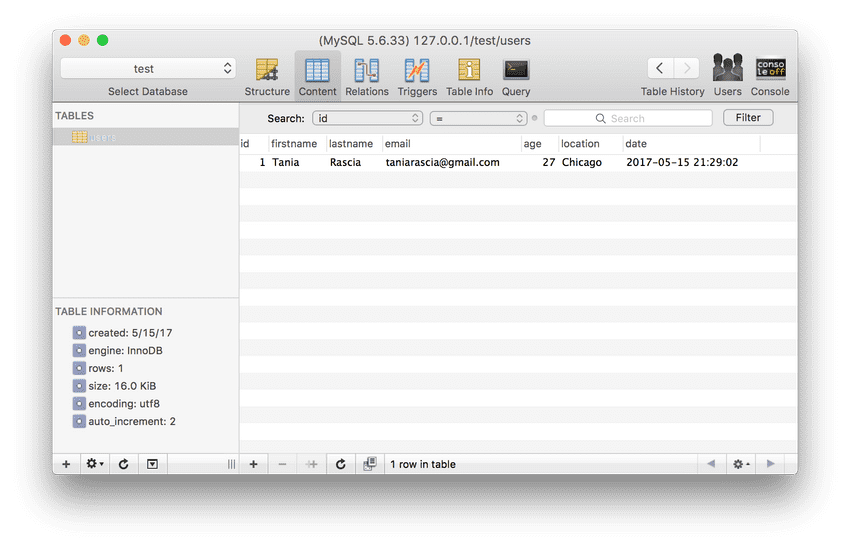 (MySQL 5.6.33) 127.0.0.1/test/users
test
Select Database
Structure
Content
Relations
Triggers
Table Info
Query
Table History
Users
Console
conso
le off
TABLES
users
Search: id = Search Filter
id firstname lastname email age location date
1 Tania Rascia taniarascia@gmail.com 27 Chicago 2017-05-15 21:29:02
TABLE INFORMATION
created: 5/15/17
engine: InnoDB
rows: 1
size: 16.0 KiB
encoding: utf8
auto_increment: 2
1 row in table